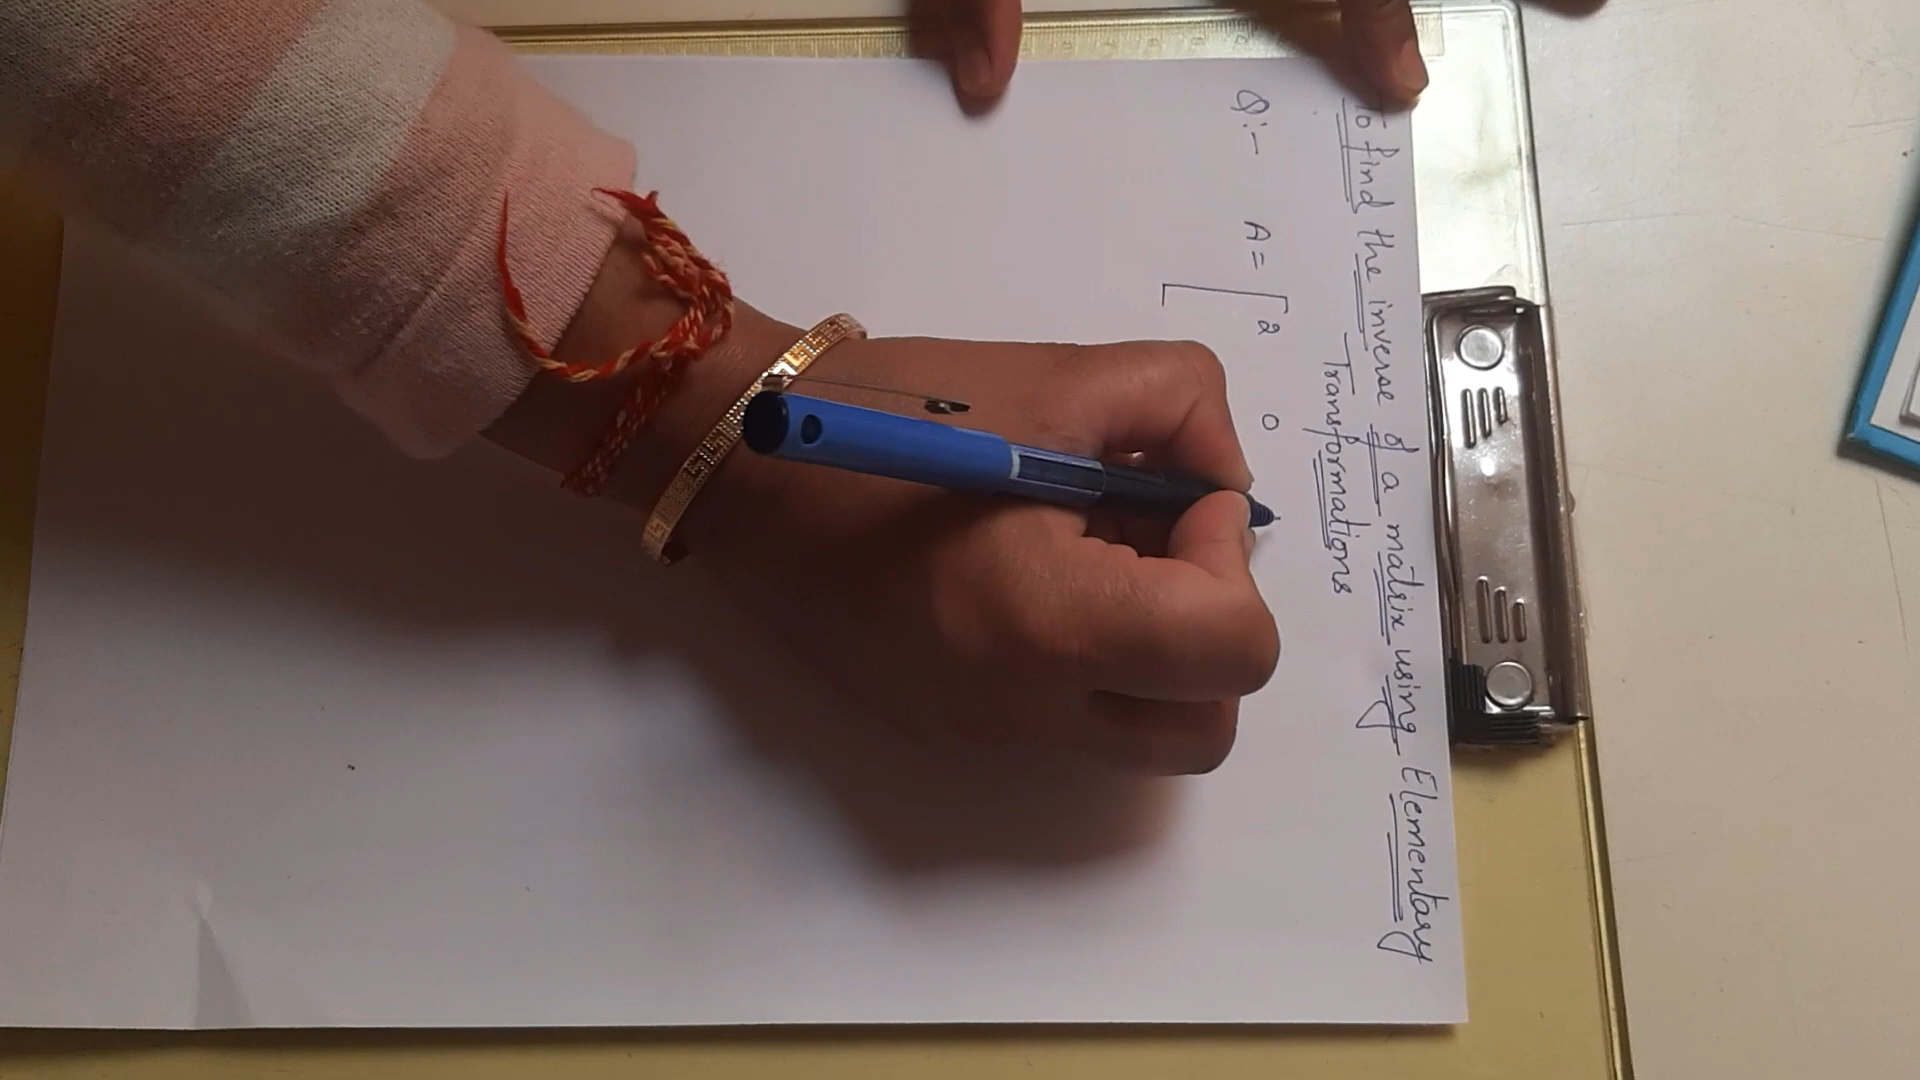 To find the inverse of a matrix using Elementary
Transformations
Q:- A = [ 2 0